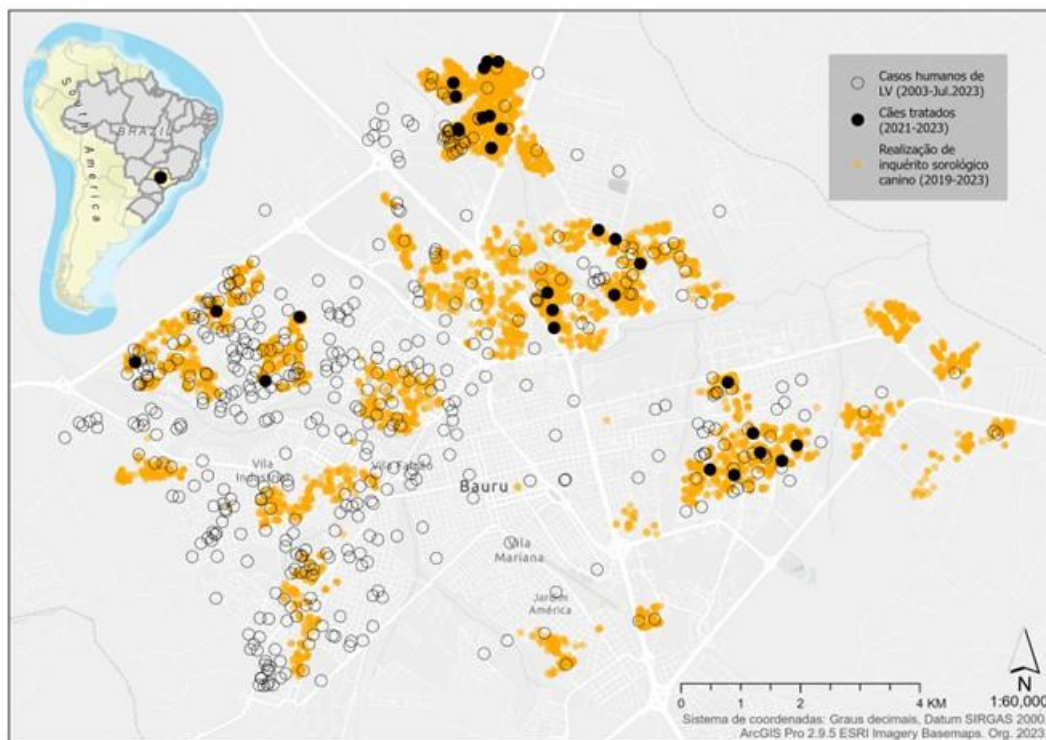 South America
BRAZIL
Casos humanos de
LV (2003-Jul.2023)
Cães tratados
(2021-2023)
Realização de
inquérito sorológico
canino (2019-2023)
Vila
Industrial
Vila Falcão
Bauru
Vila
Mariana
Jardim
América
N
0 1 2 4 KM
1:60,000
Sistema de coordenadas: Graus decimais, Datum SIRGAS 2000.
ArcGIS Pro 2.9.5 ESRI Imagery Basemaps. Org. 2023.